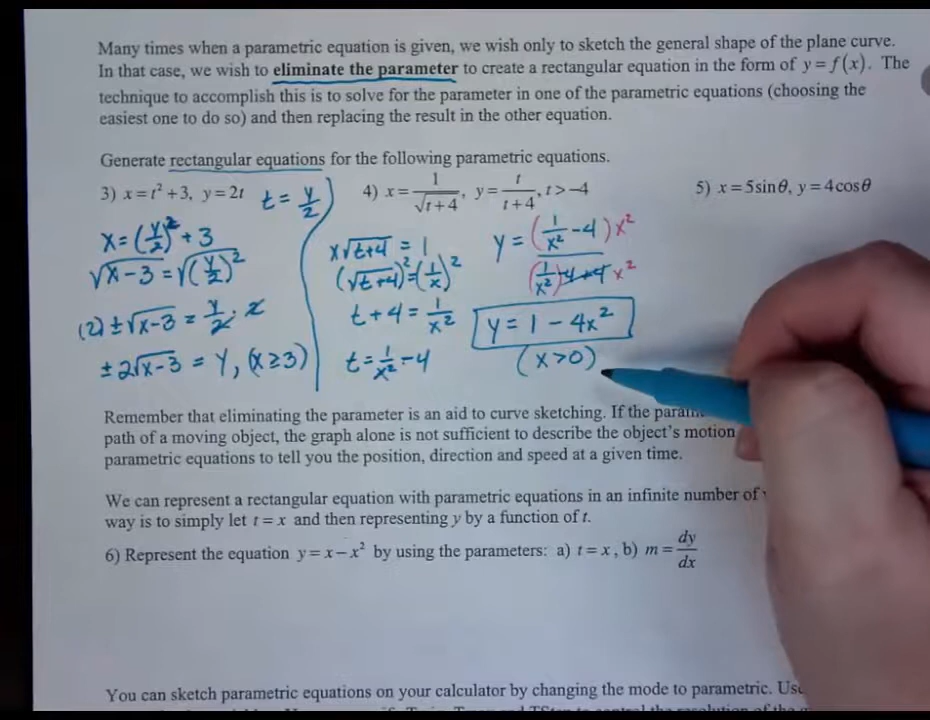 Many times when a parametric equation is given, we wish only to sketch the general shape of the plane curve.
In that case, we wish to eliminate the parameter to create a rectangular equation in the form of y = f(x). The
technique to accomplish this is to solve for the parameter in one of the parametric equations (choosing the
easiest one to do so) and then replacing the result in the other equation.
Generate rectangular equations for the following parametric equations.
3) x = t² + 3, y = 2t
t = y/2
x = (y/2)² + 3
√x-3 = √(y/2)²
(2) ± √x-3 = y/2 · 2
± 2√x-3 = y, (x ≥ 3)
4) x = 1/√t+4, y = t/t+4, t > -4
x√t+4 = 1
(√t+4)² = (1/x)²
t + 4 = 1/x²
t = 1/x² - 4
y = (1/x² - 4) x²
(1/x²) - 4 + 4 x²
y = 1 - 4x²
(x > 0)
5) x = 5 sin θ, y = 4 cos θ
Remember that eliminating the parameter is an aid to curve sketching. If the
path of a moving object, the graph alone is not sufficient to describe the object's motion
parametric equations to tell you the position, direction and speed at a given time.
We can represent a rectangular equation with parametric equations in an infinite number of
way is to simply let t = x and then representing y by a function of t.
6) Represent the equation y = x - x² by using the parameters: a) t = x, b) m = dy/dx
You can sketch parametric equations on your calculator by changing the mode to parametric.